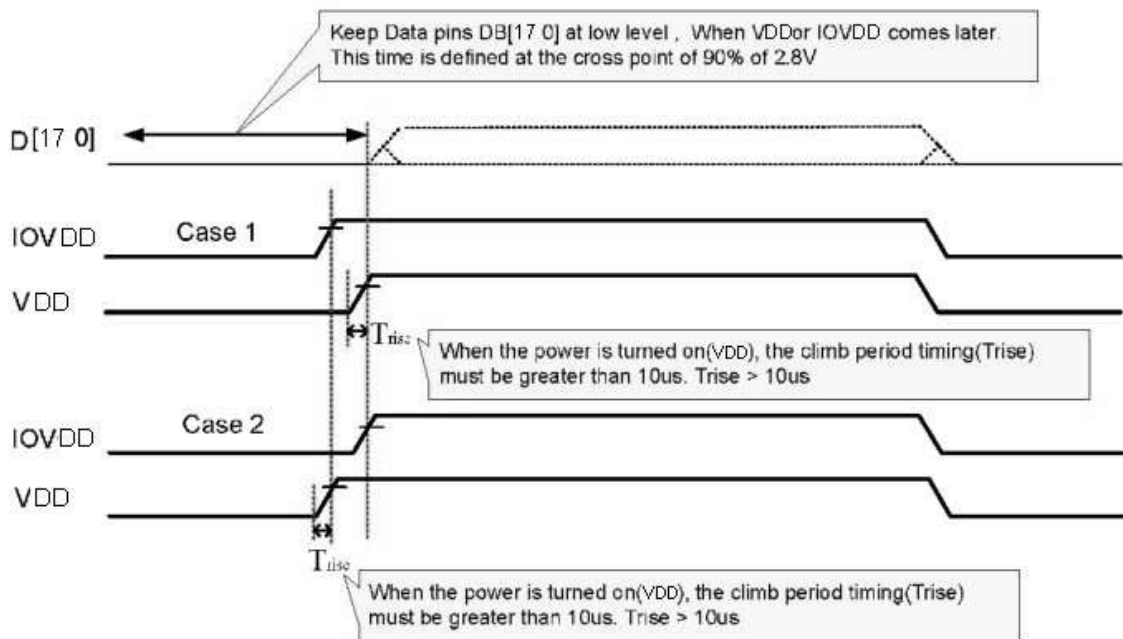 Keep Data pins DB[17 0] at low level , When VDDor IOVDD comes later.
This time is defined at the cross point of 90% of 2.8V
D[17 0]
IOVDD
Case 1
VDD
Trise
When the power is turned on(VDD), the climb period timing(Trise)
must be greater than 10us. Trise > 10us
IOVDD
Case 2
VDD
Trise
When the power is turned on(VDD), the climb period timing(Trise)
must be greater than 10us. Trise > 10us